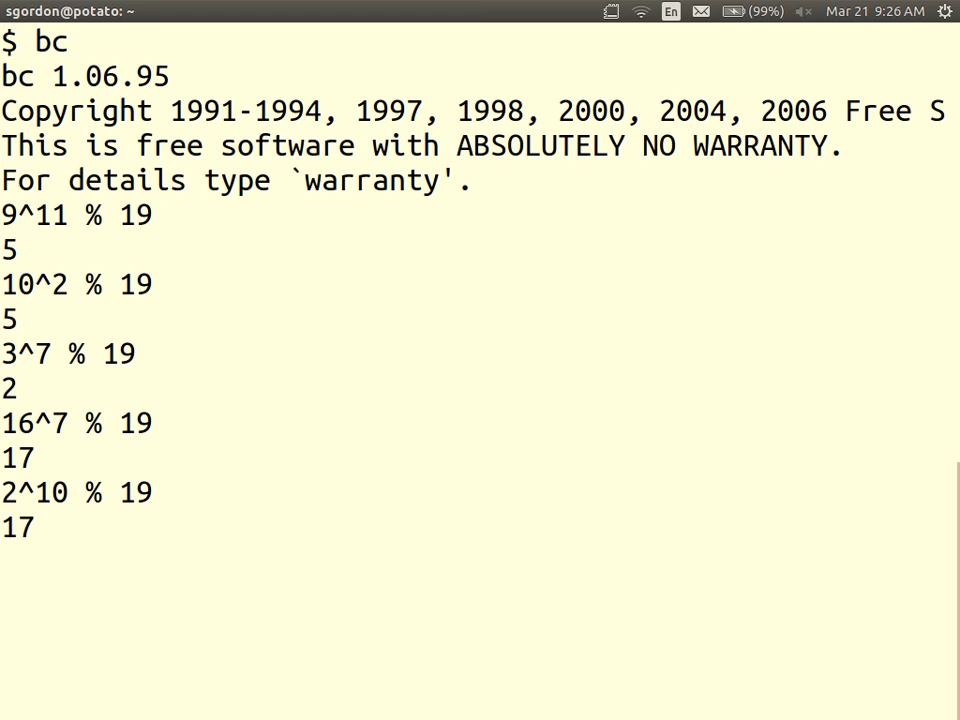 sgordon@potato: ~ En (99%) Mar 21 9:26 AM
$ bc
bc 1.06.95
Copyright 1991-1994, 1997, 1998, 2000, 2004, 2006 Free S
This is free software with ABSOLUTELY NO WARRANTY.
For details type `warranty'.
9^11 % 19
5
10^2 % 19
5
3^7 % 19
2
16^7 % 19
17
2^10 % 19
17